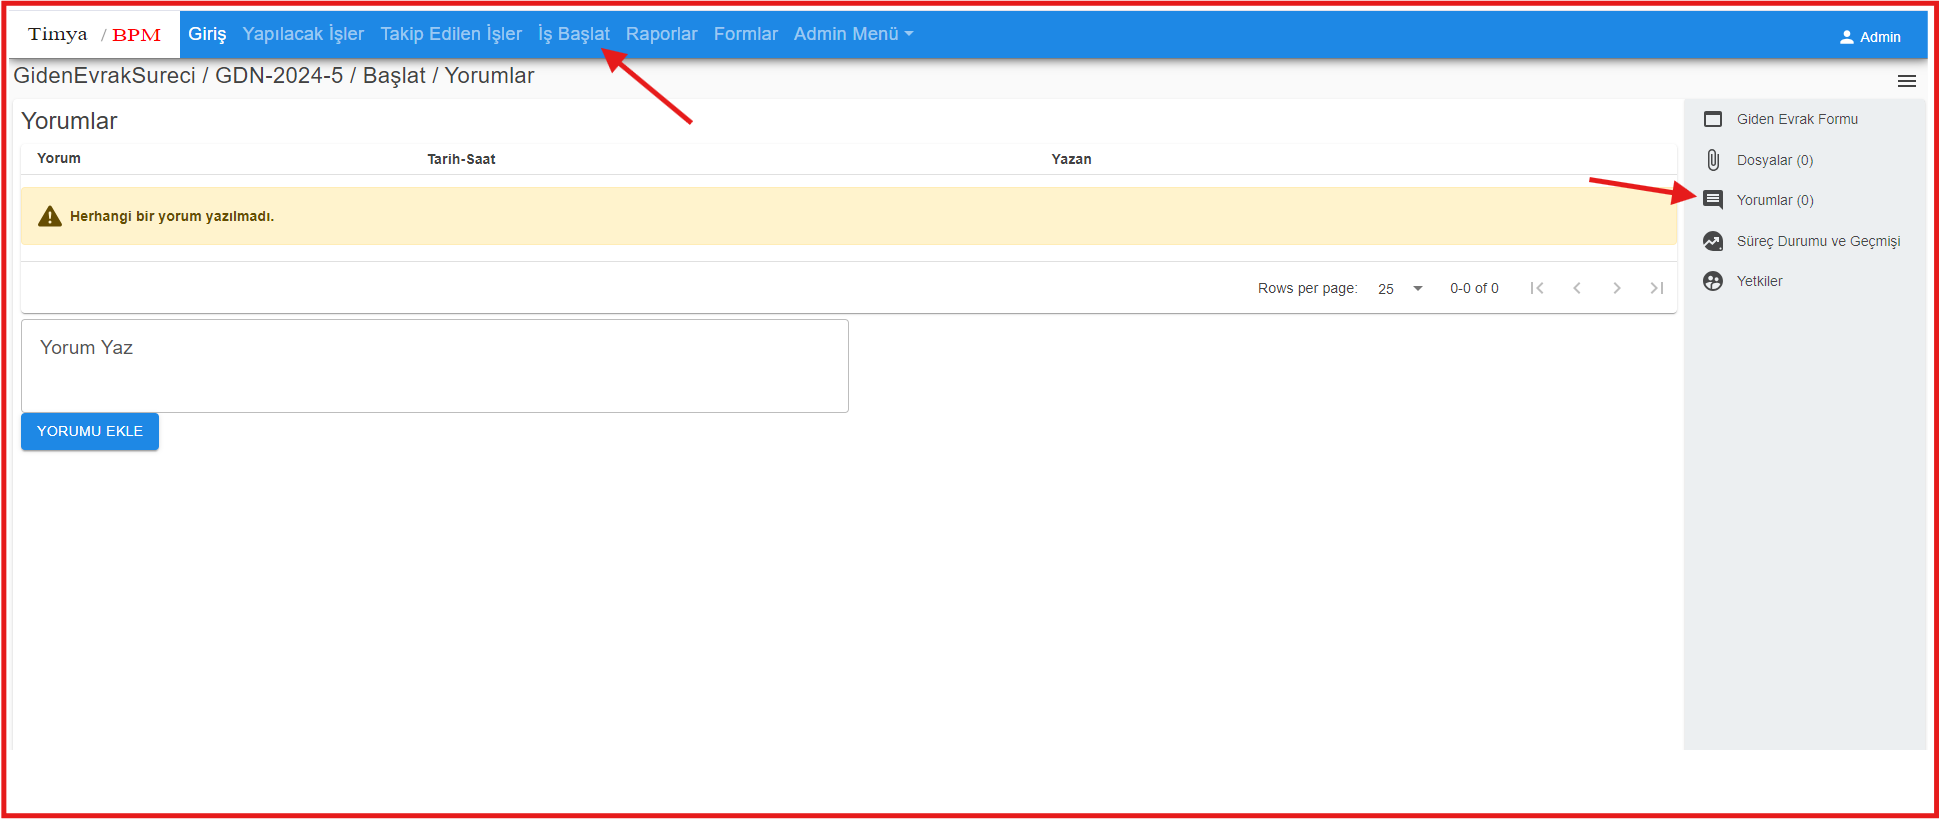 Timya / BPM Giriş Yapılacak İşler Takip Edilen İşler İş Başlat Raporlar Formlar Admin Menü Admin
GidenEvrakSureci / GDN-2024-5 / Başlat / Yorumlar
Yorumlar
Yorum Tarih-Saat Yazan
Herhangi bir yorum yazılmadı.
Rows per page: 25 0-0 of 0
Yorum Yaz
YORUMU EKLE
Giden Evrak Formu
Dosyalar (0)
Yorumlar (0)
Süreç Durumu ve Geçmişi
Yetkiler